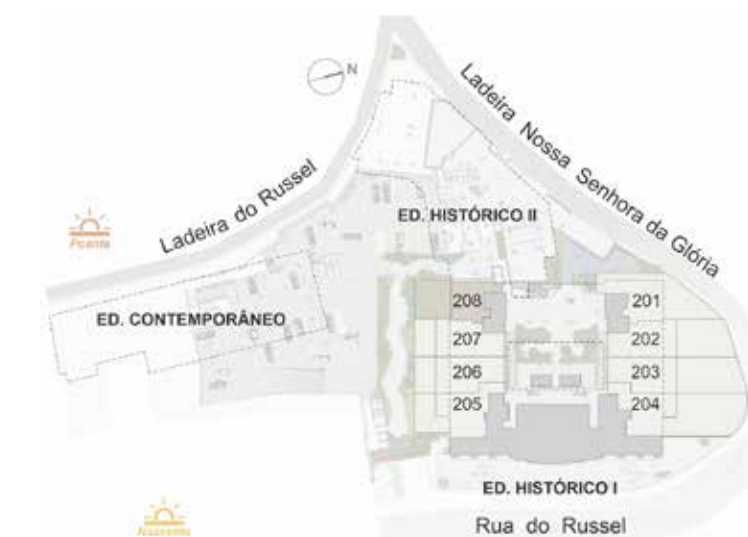 N
Ladeira Nossa Senhora da Glória
Ladeira do Russel
Poente
ED. HISTÓRICO II
ED. CONTEMPORÂNEO
208 201
207 202
206 203
205 204
ED. HISTÓRICO I
Nascente
Rua do Russel